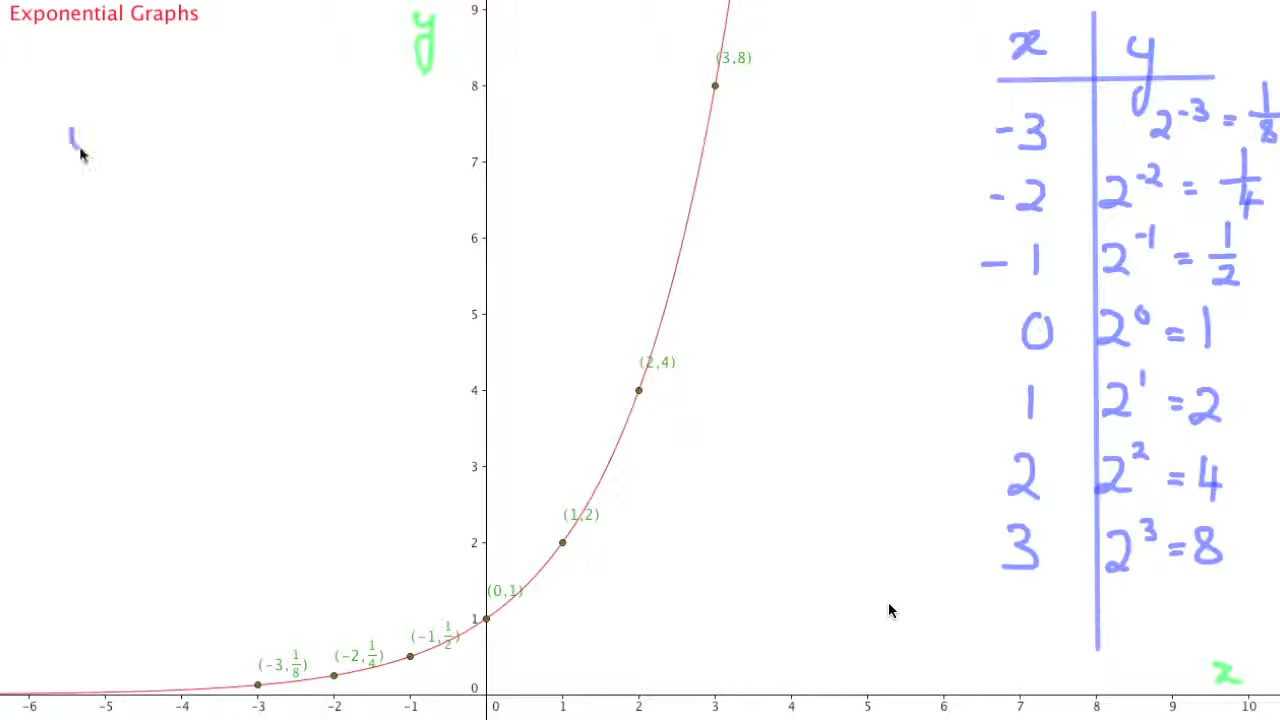 Exponential Graphs
y
9
(3,8)
8
7
6
5
(2,4)
4
3
(1,2)
2
(0,1)
1
(-1,1/2)
(-2,1/4)
(-3,1/8)
0
-6 -5 -4 -3 -2 -1 0 1 2 3 4 5 6 7 8 9 10
x
x y
-3 2^-3 = 1/8
-2 2^-2 = 1/4
-1 2^-1 = 1/2
0 2^0 = 1
1 2^1 = 2
2 2^2 = 4
3 2^3 = 8